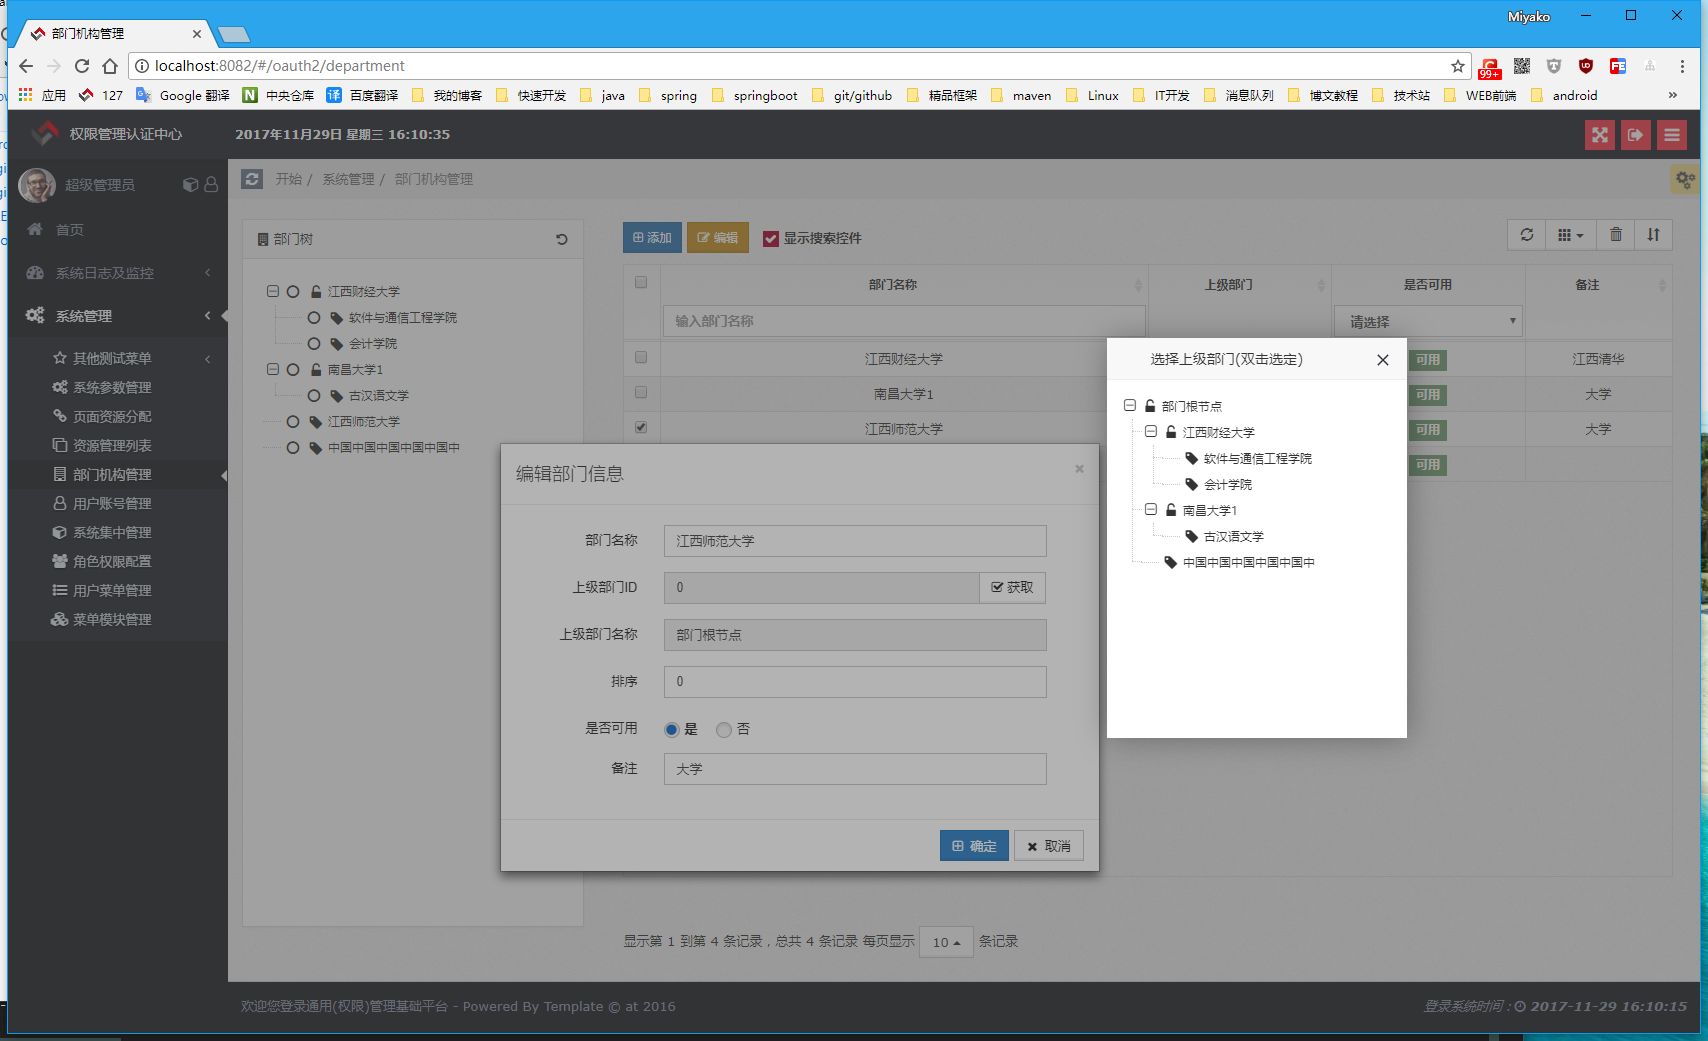 Miyako
部门机构管理
localhost:8082/#/oauth2/department
99+
应用 127 Google 翻译 中央仓库 百度翻译 我的博客 快速开发 java spring springboot git/github 精品框架 maven Linux IT开发 消息队列 博文教程 技术站 WEB前端 android »
权限管理认证中心 2017年11月29日 星期三 16:10:35
超级管理员
首页
系统日志及监控
系统管理
其他测试菜单
系统参数管理
页面资源分配
资源管理列表
部门机构管理
用户账号管理
系统集中管理
角色权限配置
用户菜单管理
菜单模块管理
开始 / 系统管理 / 部门机构管理
部门树
江西财经大学
软件与通信工程学院
会计学院
南昌大学1
古汉语文学
江西师范大学
中国中国中国中国中国中
添加 编辑 显示搜索控件
部门名称 上级部门 是否可用 备注
输入部门名称 请选择
江西财经大学 可用 江西清华
南昌大学1 可用 大学
江西师范大学 可用 大学
可用
编辑部门信息
部门名称 江西师范大学
上级部门ID 0 获取
上级部门名称 部门根节点
排序 0
是否可用 是 否
备注 大学
确定 取消
选择上级部门(双击选定)
部门根节点
江西财经大学
软件与通信工程学院
会计学院
南昌大学1
古汉语文学
中国中国中国中国中国中
显示第 1 到第 4 条记录，总共 4 条记录 每页显示 10 条记录
欢迎您登录通用(权限)管理基础平台 - Powered By Template © at 2016
登录系统时间 : 2017-11-29 16:10:15